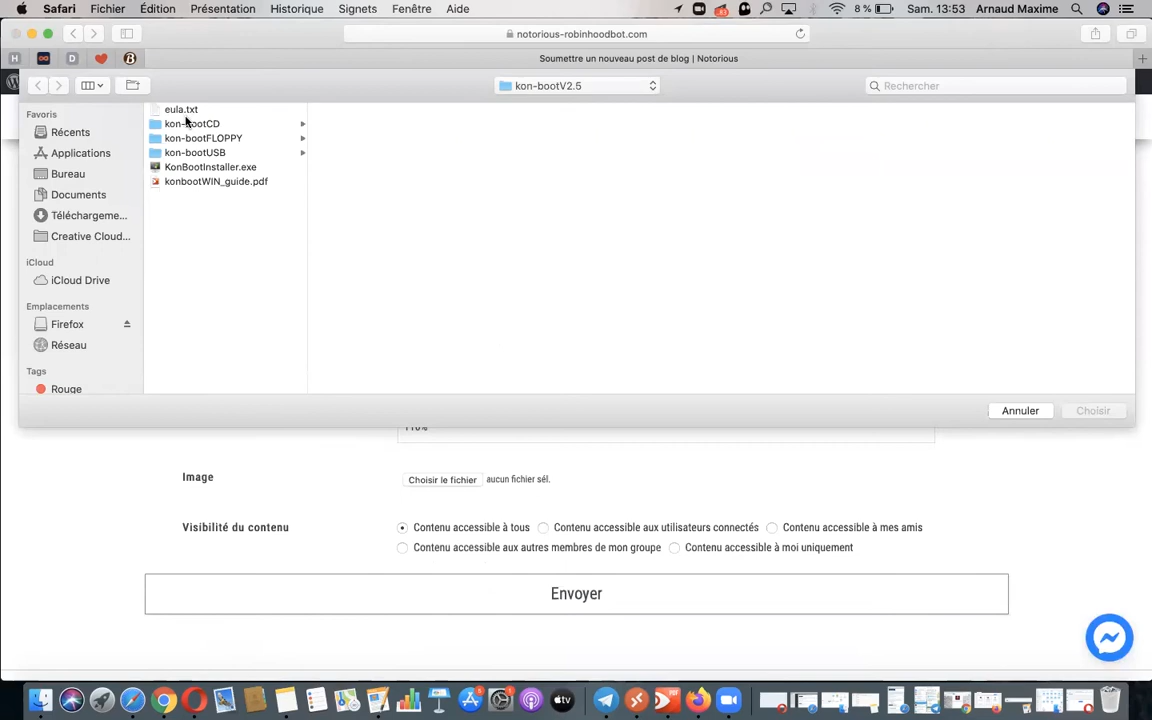 Safari Fichier Édition Présentation Historique Signets Fenêtre Aide 8 % Sam. 13:53 Arnaud Maxime
notorious-robinhoodbot.com
Soumettre un nouveau post de blog | Notorious
kon-bootV2.5
Rechercher
Favoris
Récents
Applications
Bureau
Documents
Téléchargeme...
Creative Cloud...
iCloud
iCloud Drive
Emplacements
Firefox
Réseau
Tags
Rouge
eula.txt
kon-bootCD
kon-bootFLOPPY
kon-bootUSB
KonBootInstaller.exe
konbootWIN_guide.pdf
Annuler Choisir
Image
Choisir le fichier aucun fichier sél.
Visibilité du contenu
Contenu accessible à tous Contenu accessible aux utilisateurs connectés Contenu accessible à mes amis
Contenu accessible aux autres membres de mon groupe Contenu accessible à moi uniquement
Envoyer